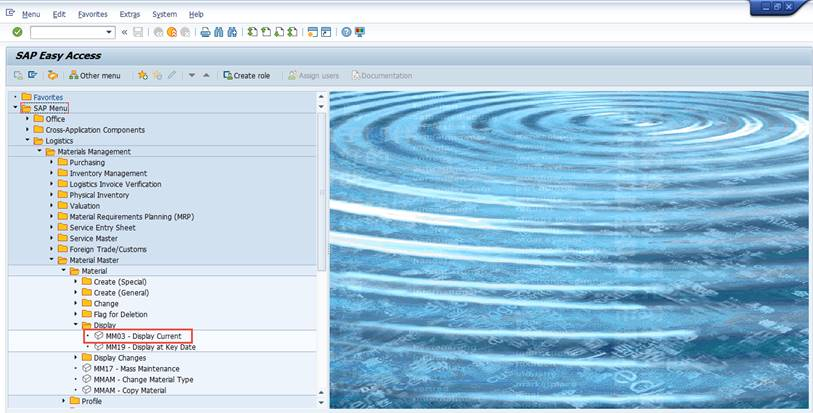 Menu Edit Favorites Extras System Help
SAP Easy Access
Other menu Create role Assign users Documentation
Favorites
SAP Menu
Office
Cross-Application Components
Logistics
Materials Management
Purchasing
Inventory Management
Logistics Invoice Verification
Physical Inventory
Valuation
Material Requirements Planning (MRP)
Service Entry Sheet
Service Master
Foreign Trade/Customs
Material Master
Material
Create (Special)
Create (General)
Change
Flag for Deletion
Display
MM03 - Display Current
MM19 - Display at Key Date
Display Changes
MM17 - Mass Maintenance
MMAM - Change Material Type
MMAM - Copy Material
Profile